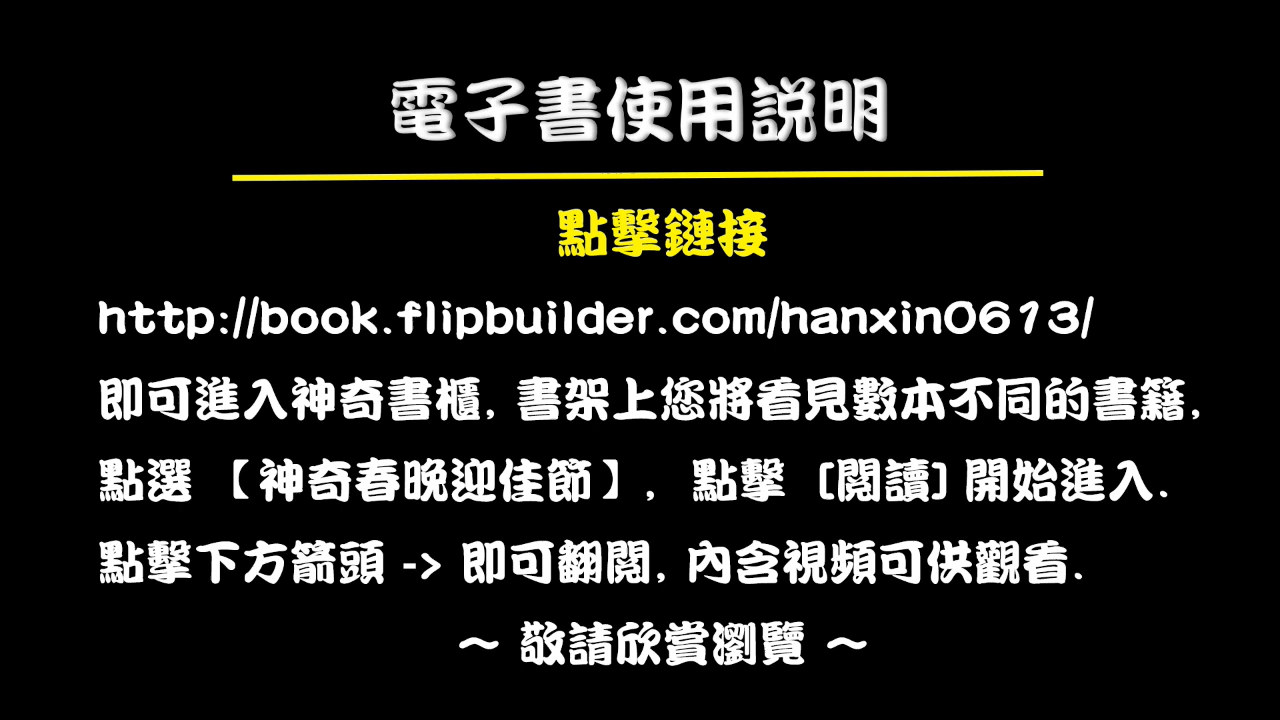 電子書使用說明
點擊鏈接
http://book.flipbuilder.com/hanxin0613/
即可進入神奇書櫃, 書架上您將看見數本不同的書籍,
點選 【神奇春晚迎佳節】, 點擊 [閱讀] 開始進入.
點擊下方箭頭 -> 即可翻閱, 內含視頻可供觀看.
~ 敬請欣賞瀏覽 ~